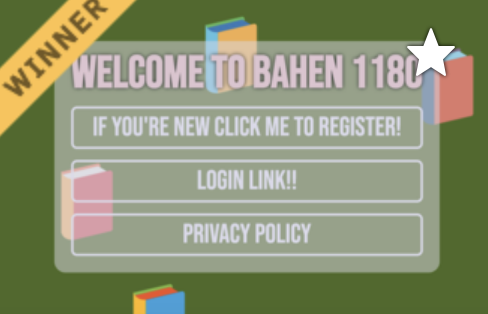 WINNER
WELCOME TO BAHEN 1180
IF YOU'RE NEW CLICK ME TO REGISTER!
LOGIN LINK!!
PRIVACY POLICY